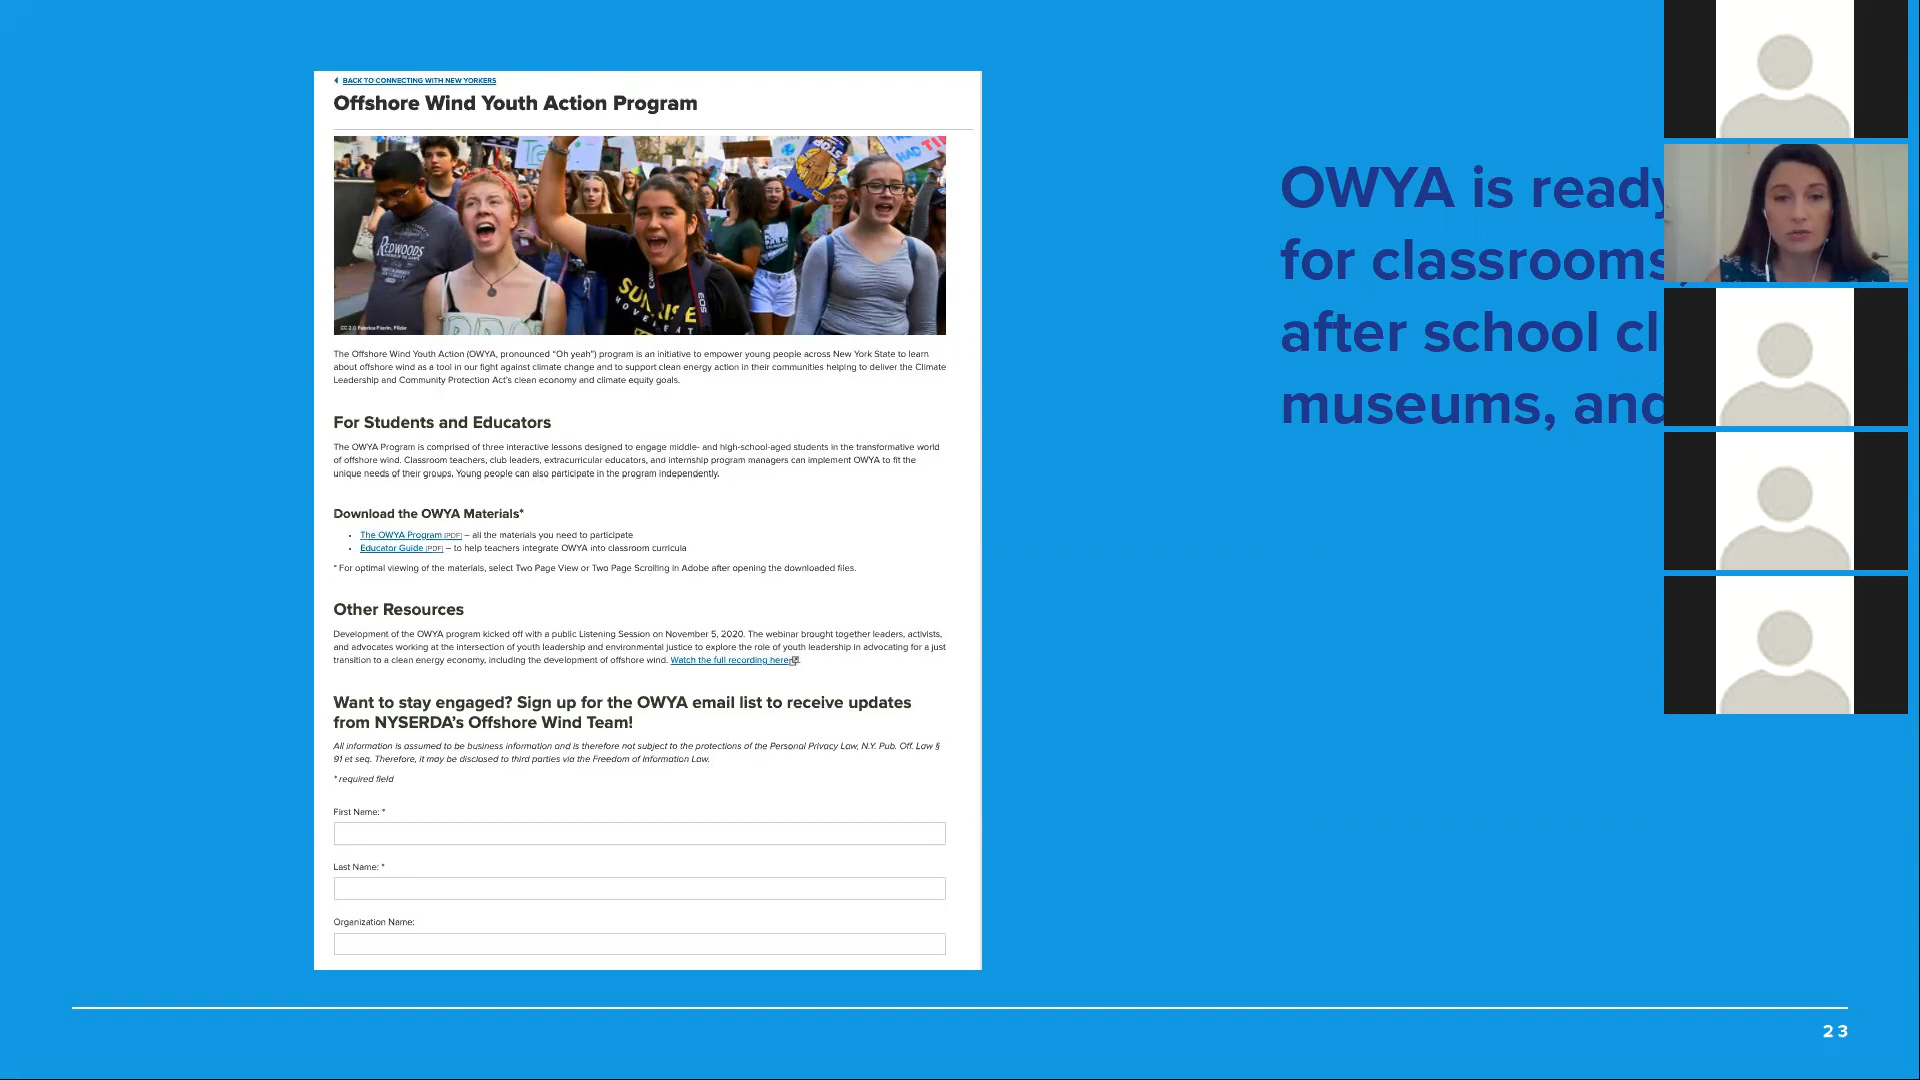 BACK TO CONNECTING WITH NEW YORKERS
Offshore Wind Youth Action Program
STOP
HAD
REDWOODS
SUNRISE
MOVEMENT
EOS
CC 2.0 Fabrice Florin, Flickr
The Offshore Wind Youth Action (OWYA, pronounced “Oh yeah”) program is an initiative to empower young people across New York State to learn
about offshore wind as a tool in our fight against climate change and to support clean energy action in their communities helping to deliver the Climate
Leadership and Community Protection Act's clean economy and climate equity goals.
For Students and Educators
The OWYA Program is comprised of three interactive lessons designed to engage middle- and high-school-aged students in the transformative world
of offshore wind. Classroom teachers, club leaders, extracurricular educators, and internship program managers can implement OWYA to fit the
unique needs of their groups. Young people can also participate in the program independently.
Download the OWYA Materials*
• The OWYA Program [PDF] – all the materials you need to participate
• Educator Guide [PDF] – to help teachers integrate OWYA into classroom curricula
* For optimal viewing of the materials, select Two Page View or Two Page Scrolling in Adobe after opening the downloaded files.
Other Resources
Development of the OWYA program kicked off with a public Listening Session on November 5, 2020. The webinar brought together leaders, activists,
and advocates working at the intersection of youth leadership and environmental justice to explore the role of youth leadership in advocating for a just
transition to a clean energy economy, including the development of offshore wind. Watch the full recording here.
Want to stay engaged? Sign up for the OWYA email list to receive updates
from NYSERDA's Offshore Wind Team!
All information is assumed to be business information and is therefore not subject to the protections of the Personal Privacy Law, N.Y. Pub. Off. Law §
91 et seq. Therefore, it may be disclosed to third parties via the Freedom of Information Law.
* required field
First Name: *
Last Name: *
Organization Name:
OWYA is ready
for classrooms,
after school cl
museums, and
23